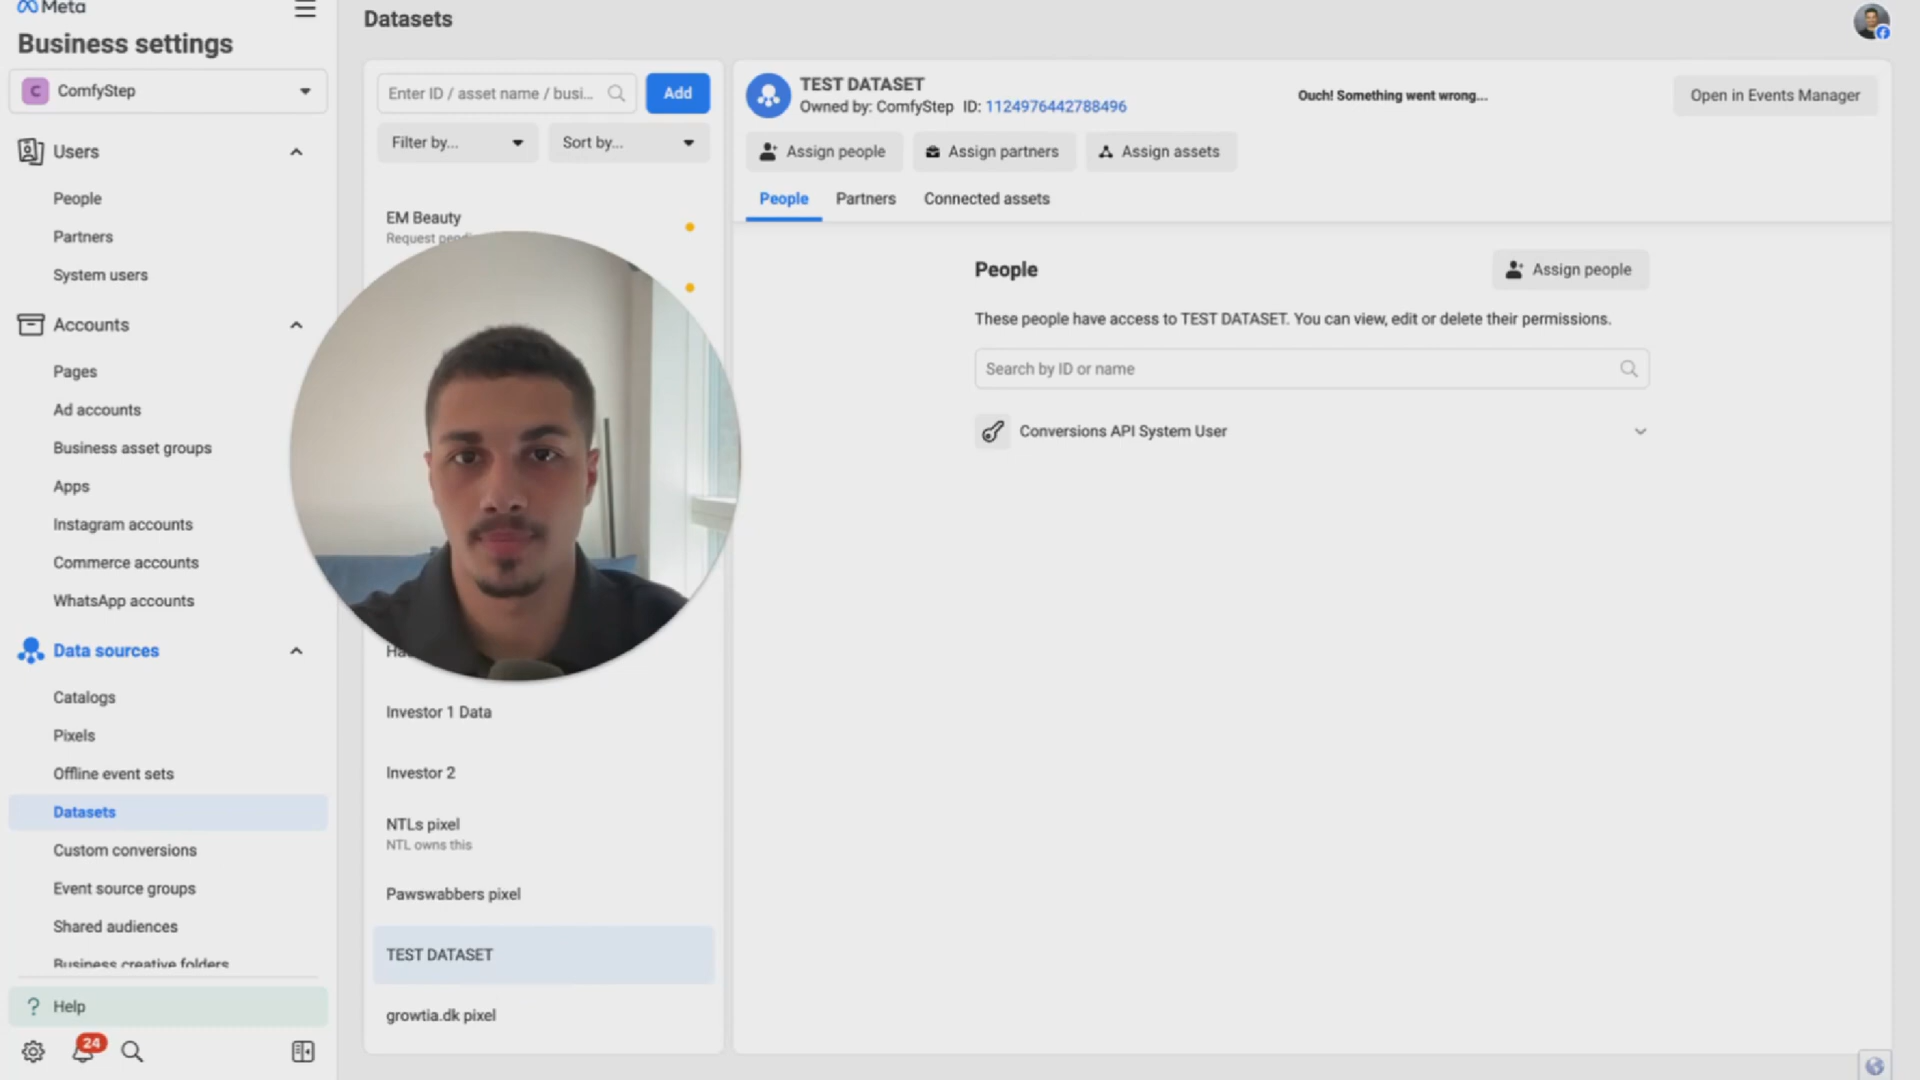 Meta
Business settings
C ComfyStep
Users
People
Partners
System users
Accounts
Pages
Ad accounts
Business asset groups
Apps
Instagram accounts
Commerce accounts
WhatsApp accounts
Data sources
Catalogs
Pixels
Offline event sets
Datasets
Custom conversions
Event source groups
Shared audiences
Business creative folders
? Help
24
Datasets
Enter ID / asset name / busi...
Add
Filter by...
Sort by...
EM Beauty
Request
Investor 1 Data
Investor 2
NTLs pixel
NTL owns this
Pawswabbers pixel
TEST DATASET
growtia.dk pixel
TEST DATASET
Owned by: ComfyStep ID: 1124976442788496
Ouch! Something went wrong...
Open in Events Manager
Assign people
Assign partners
Assign assets
People
Partners
Connected assets
People
Assign people
These people have access to TEST DATASET. You can view, edit or delete their permissions.
Search by ID or name
Conversions API System User